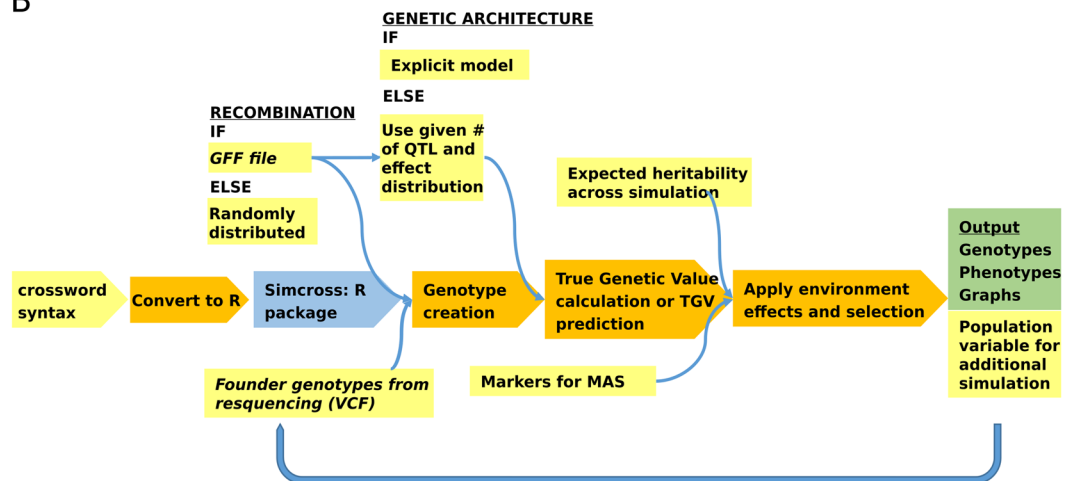 B
GENETIC ARCHITECTURE
IF
Explicit model
ELSE
Use given #
of QTL and
effect
distribution
RECOMBINATION
IF
GFF file
ELSE
Randomly
distributed
Expected heritability
across simulation
crossword
syntax
Convert to R
Simcross: R
package
Genotype
creation
True Genetic Value
calculation or TGV
prediction
Apply environment
effects and selection
Output
Genotypes
Phenotypes
Graphs
Population
variable for
additional
simulation
Founder genotypes from
resquencing (VCF)
Markers for MAS